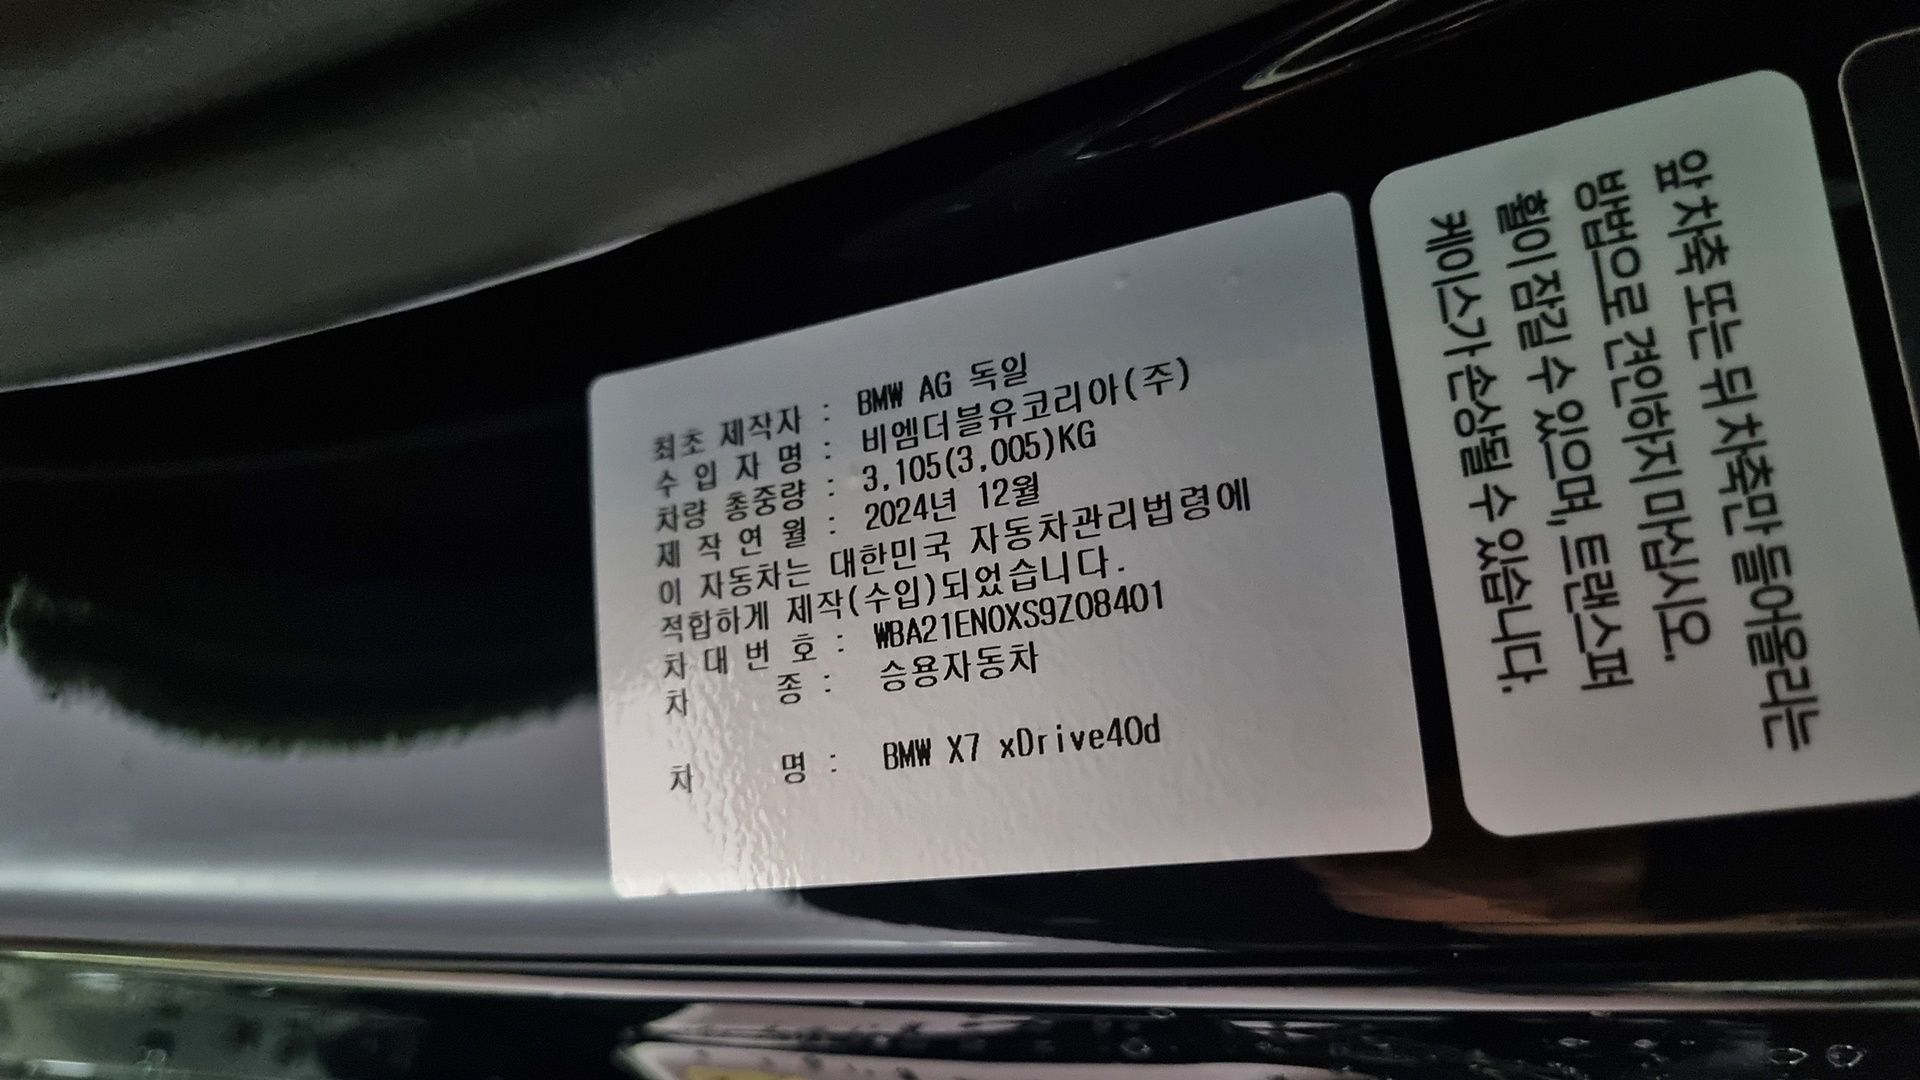 최초 제작자 : BMW AG 독일
수 입 자 명 : 비엠더블유코리아(주)
차량 총중량 : 3,105(3,005)KG
제 작 연 월 : 2024년 12월
이 자동차는 대한민국 자동차관리법령에
적합하게 제작(수입)되었습니다.
차 대 번 호 : WBA21EN0XS9Z08401
차 종 : 승용자동차
차 명 : BMW X7 xDrive40d
앞 차축 또는 뒤 차축만 들어올리는
방법으로 견인하지 마십시오.
휠이 잠길 수 있으며, 트랜스퍼
케이스가 손상될 수 있습니다.